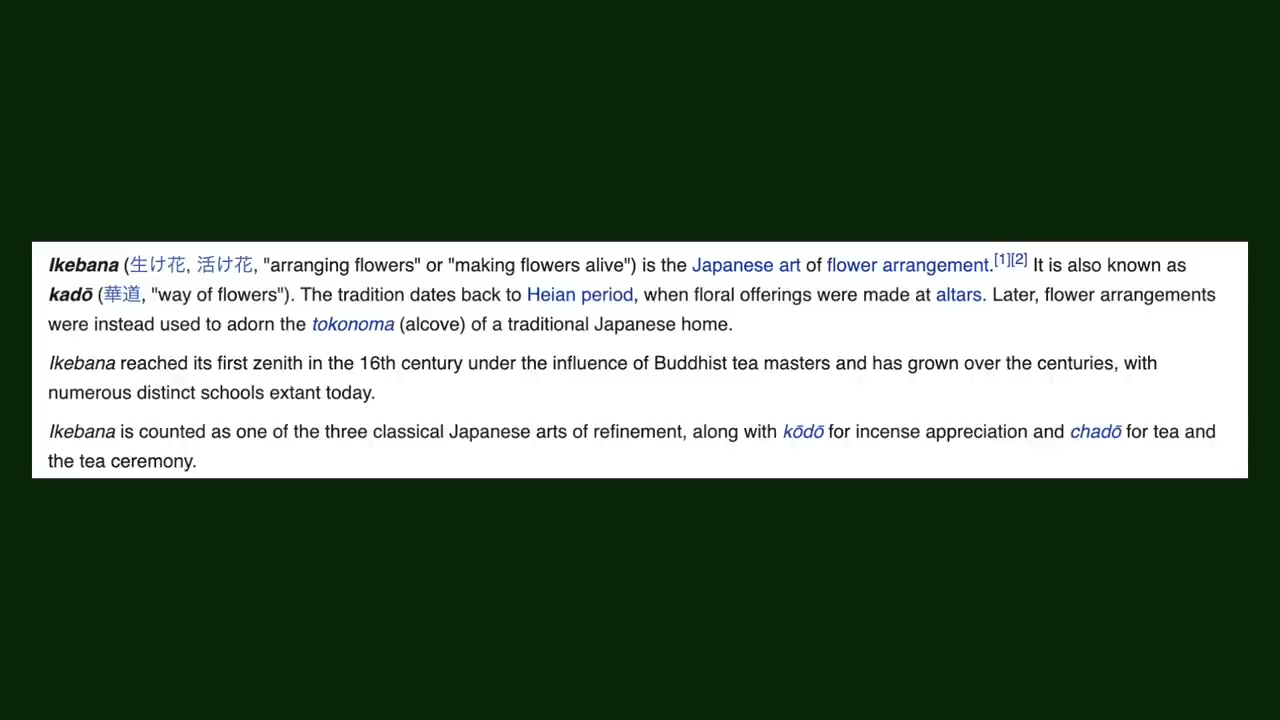 Ikebana (生け花, 活け花, "arranging flowers" or "making flowers alive") is the Japanese art of flower arrangement.[1][2] It is also known as
kadō (華道, "way of flowers"). The tradition dates back to Heian period, when floral offerings were made at altars. Later, flower arrangements
were instead used to adorn the tokonoma (alcove) of a traditional Japanese home.
Ikebana reached its first zenith in the 16th century under the influence of Buddhist tea masters and has grown over the centuries, with
numerous distinct schools extant today.
Ikebana is counted as one of the three classical Japanese arts of refinement, along with kōdō for incense appreciation and chadō for tea and
the tea ceremony.